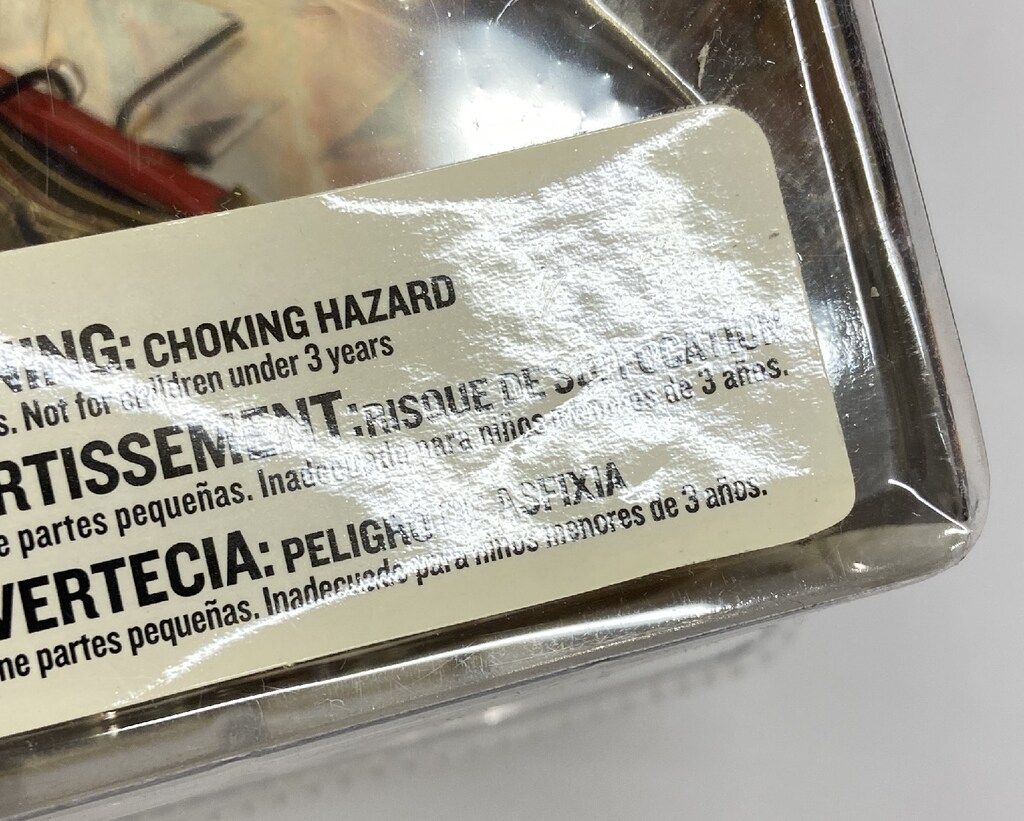 NING: CHOKING HAZARD
s. Not for children under 3 years
RTISSEMENT: RISQUE DE SUFFOCATION
e partes pequeñas. Inadecuado para niños menores de 3 años.
VERTECIA: PELIGRO ASFIXIA
ne partes pequeñas. Inadecuado para niños menores de 3 años.